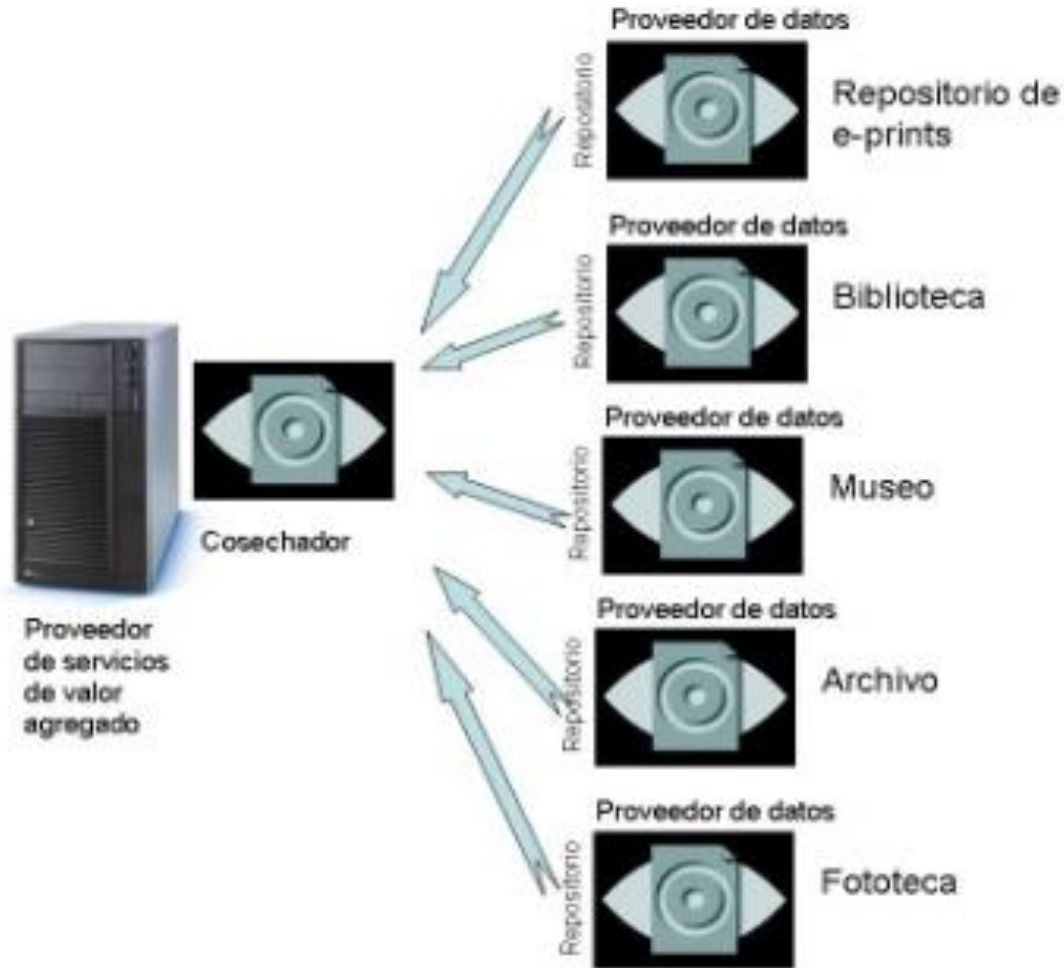 Proveedor de datos
Repositorio
Repositorio de
e-prints
Proveedor de datos
Repositorio
Biblioteca
Proveedor de datos
Repositorio
Museo
Cosechador
Proveedor
de servicios
de valor
agregado
Proveedor de datos
Repositorio
Archivo
Proveedor de datos
Repositorio
Fototeca